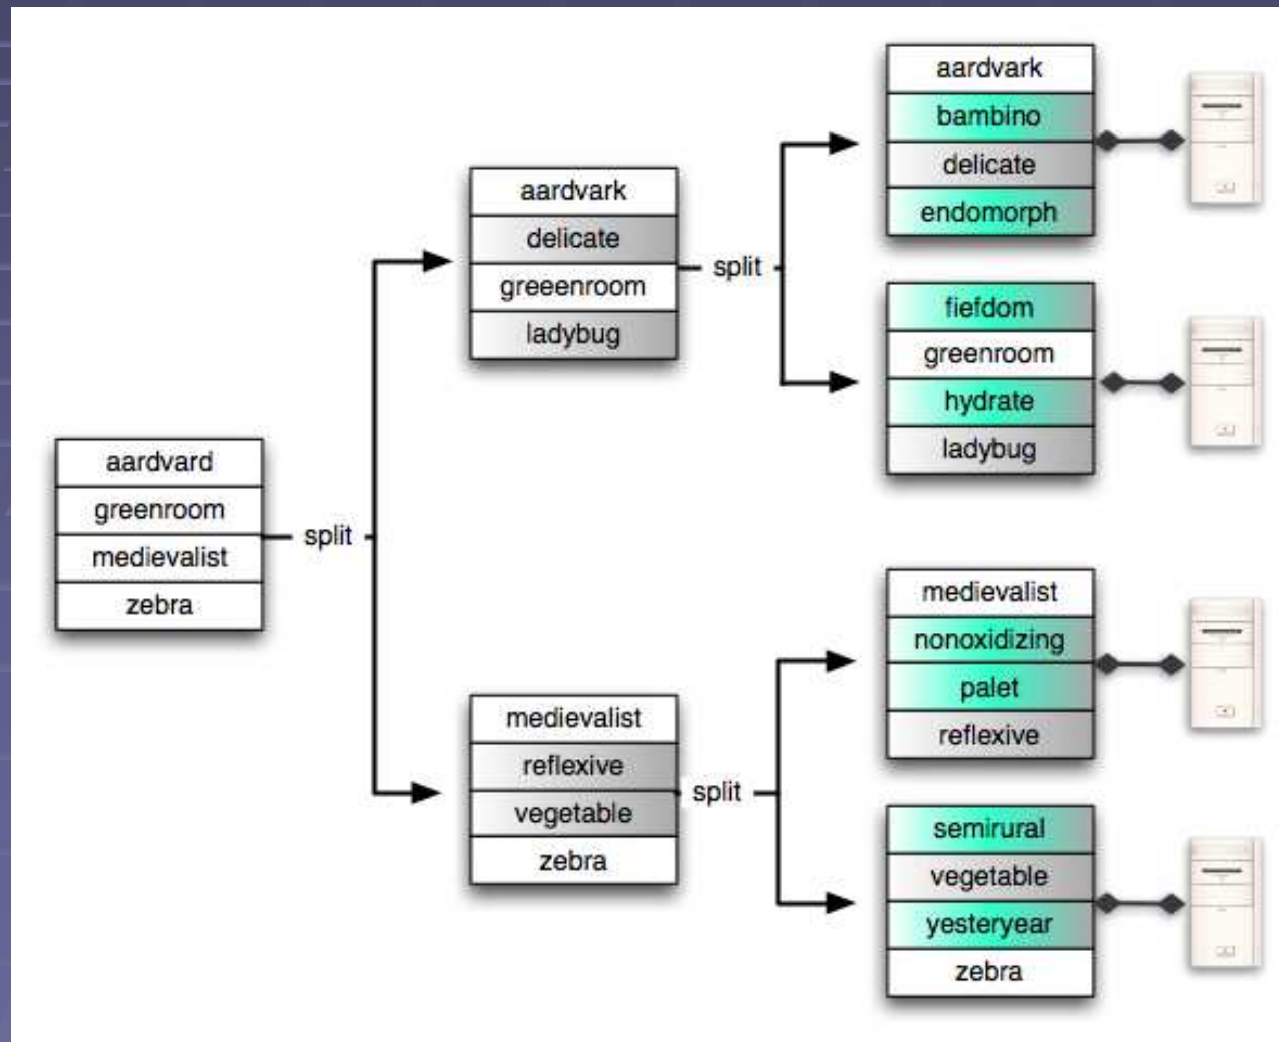 aardvard
greenroom
medievalist
zebra
split
aardvark
delicate
greeenroom
ladybug
split
medievalist
reflexive
vegetable
zebra
split
aardvark
bambino
delicate
endomorph
fiefdom
greenroom
hydrate
ladybug
medievalist
nonoxidizing
palet
reflexive
semirural
vegetable
yesteryear
zebra